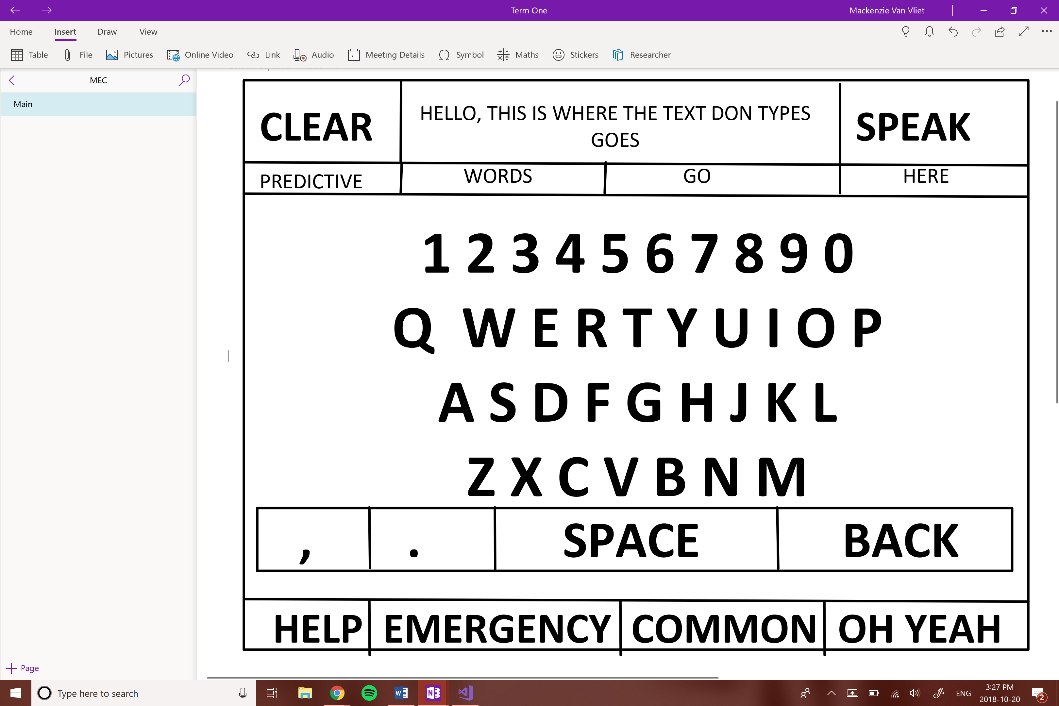 Term One
Mackenzie Van Vliet
Home Insert Draw View
Table File Pictures Online Video Link Audio Meeting Details Symbol Maths Stickers Researcher
MEC
Main
CLEAR
HELLO, THIS IS WHERE THE TEXT DON TYPES
GOES
SPEAK
PREDICTIVE WORDS GO HERE
1 2 3 4 5 6 7 8 9 0
Q W E R T Y U I O P
A S D F G H J K L
Z X C V B N M
, . SPACE BACK
HELP EMERGENCY COMMON OH YEAH
+ Page
Type here to search
ENG
3:27 PM
2018-10-20
2